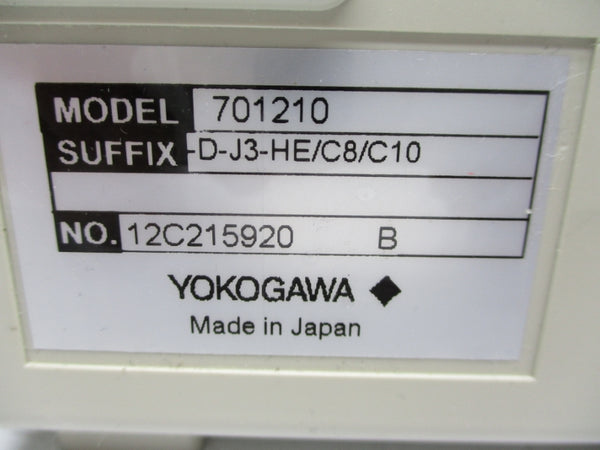 MODEL 701210
SUFFIX -D-J3-HE/C8/C10
NO. 12C215920 B
YOKOGAWA
Made in Japan